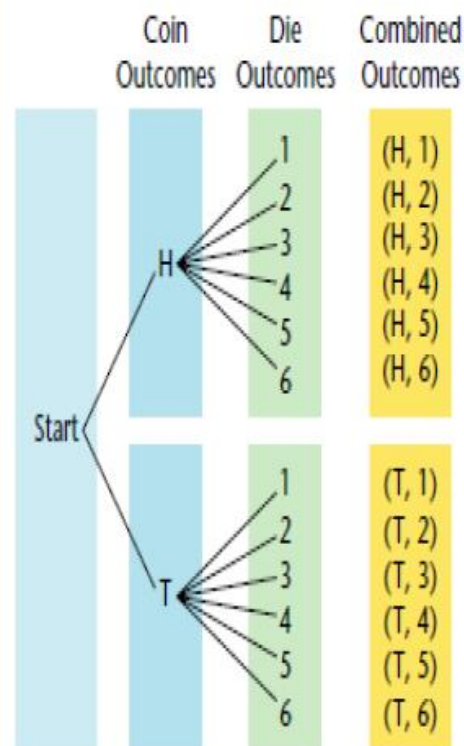 Coin Die Combined
Outcomes Outcomes Outcomes
1 (H, 1)
2 (H, 2)
3 (H, 3)
H
4 (H, 4)
5 (H, 5)
6 (H, 6)
Start
1 (T, 1)
2 (T, 2)
3 (T, 3)
T
4 (T, 4)
5 (T, 5)
6 (T, 6)